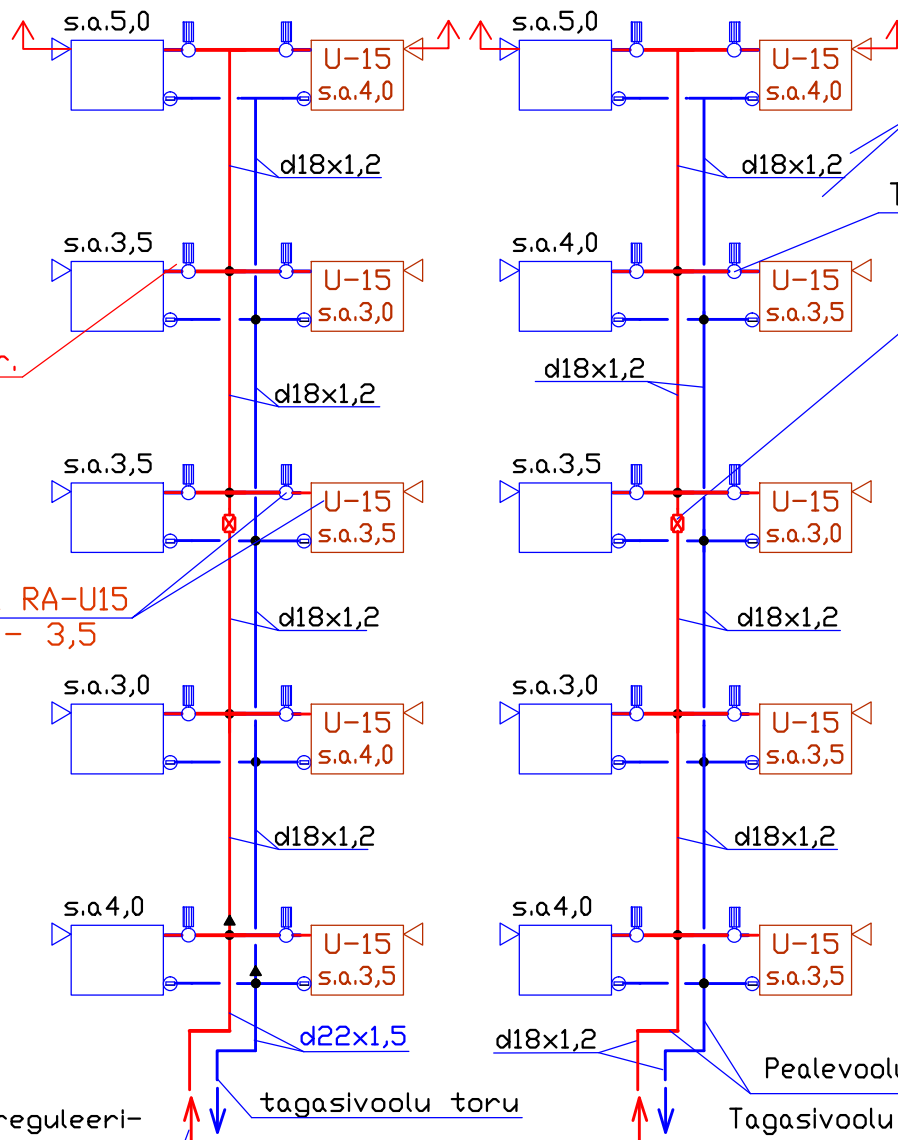 s.a.5,0
U-15
s.a.4,0
s.a.5,0
U-15
s.a.4,0
d18x1,2
d18x1,2
s.a.3,5
U-15
s.a.3,0
s.a.4,0
U-15
s.a.3,5
r.
d18x1,2
d18x1,2
s.a.3,5
U-15
s.a.3,5
s.a.3,5
U-15
s.a.3,0
RA-U15
- 3,5
d18x1,2
d18x1,2
s.a.3,0
U-15
s.a.4,0
s.a.3,0
U-15
s.a.3,5
d18x1,2
d18x1,2
s.a4,0
U-15
s.a.3,5
s.a4,0
U-15
s.a.3,5
d22x1,5
d18x1,2
Pealevoolu
tagasivoolu toru
reguleeri-
Tagasivoolu